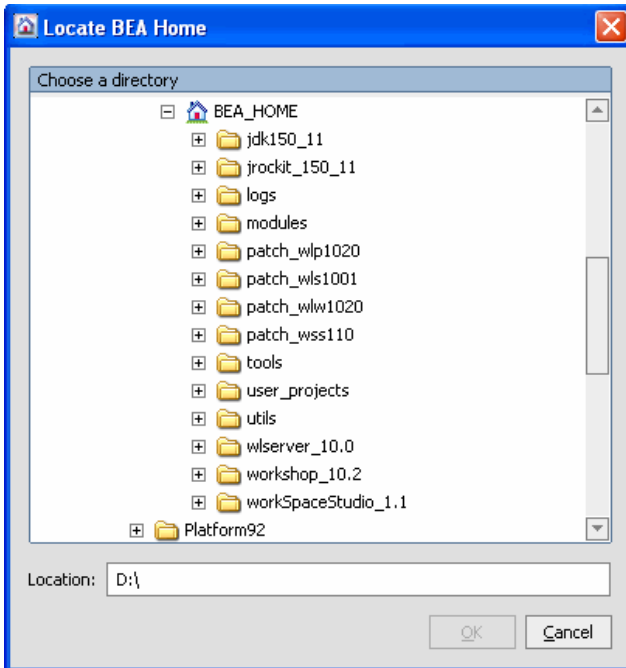 Locate BEA Home
Choose a directory
BEA_HOME
jdk150_11
jrockit_150_11
logs
modules
patch_wlp1020
patch_wls1001
patch_wlw1020
patch_wss110
tools
user_projects
utils
wlserver_10.0
workshop_10.2
workSpaceStudio_1.1
Platform92
Location: D:\
OK Cancel